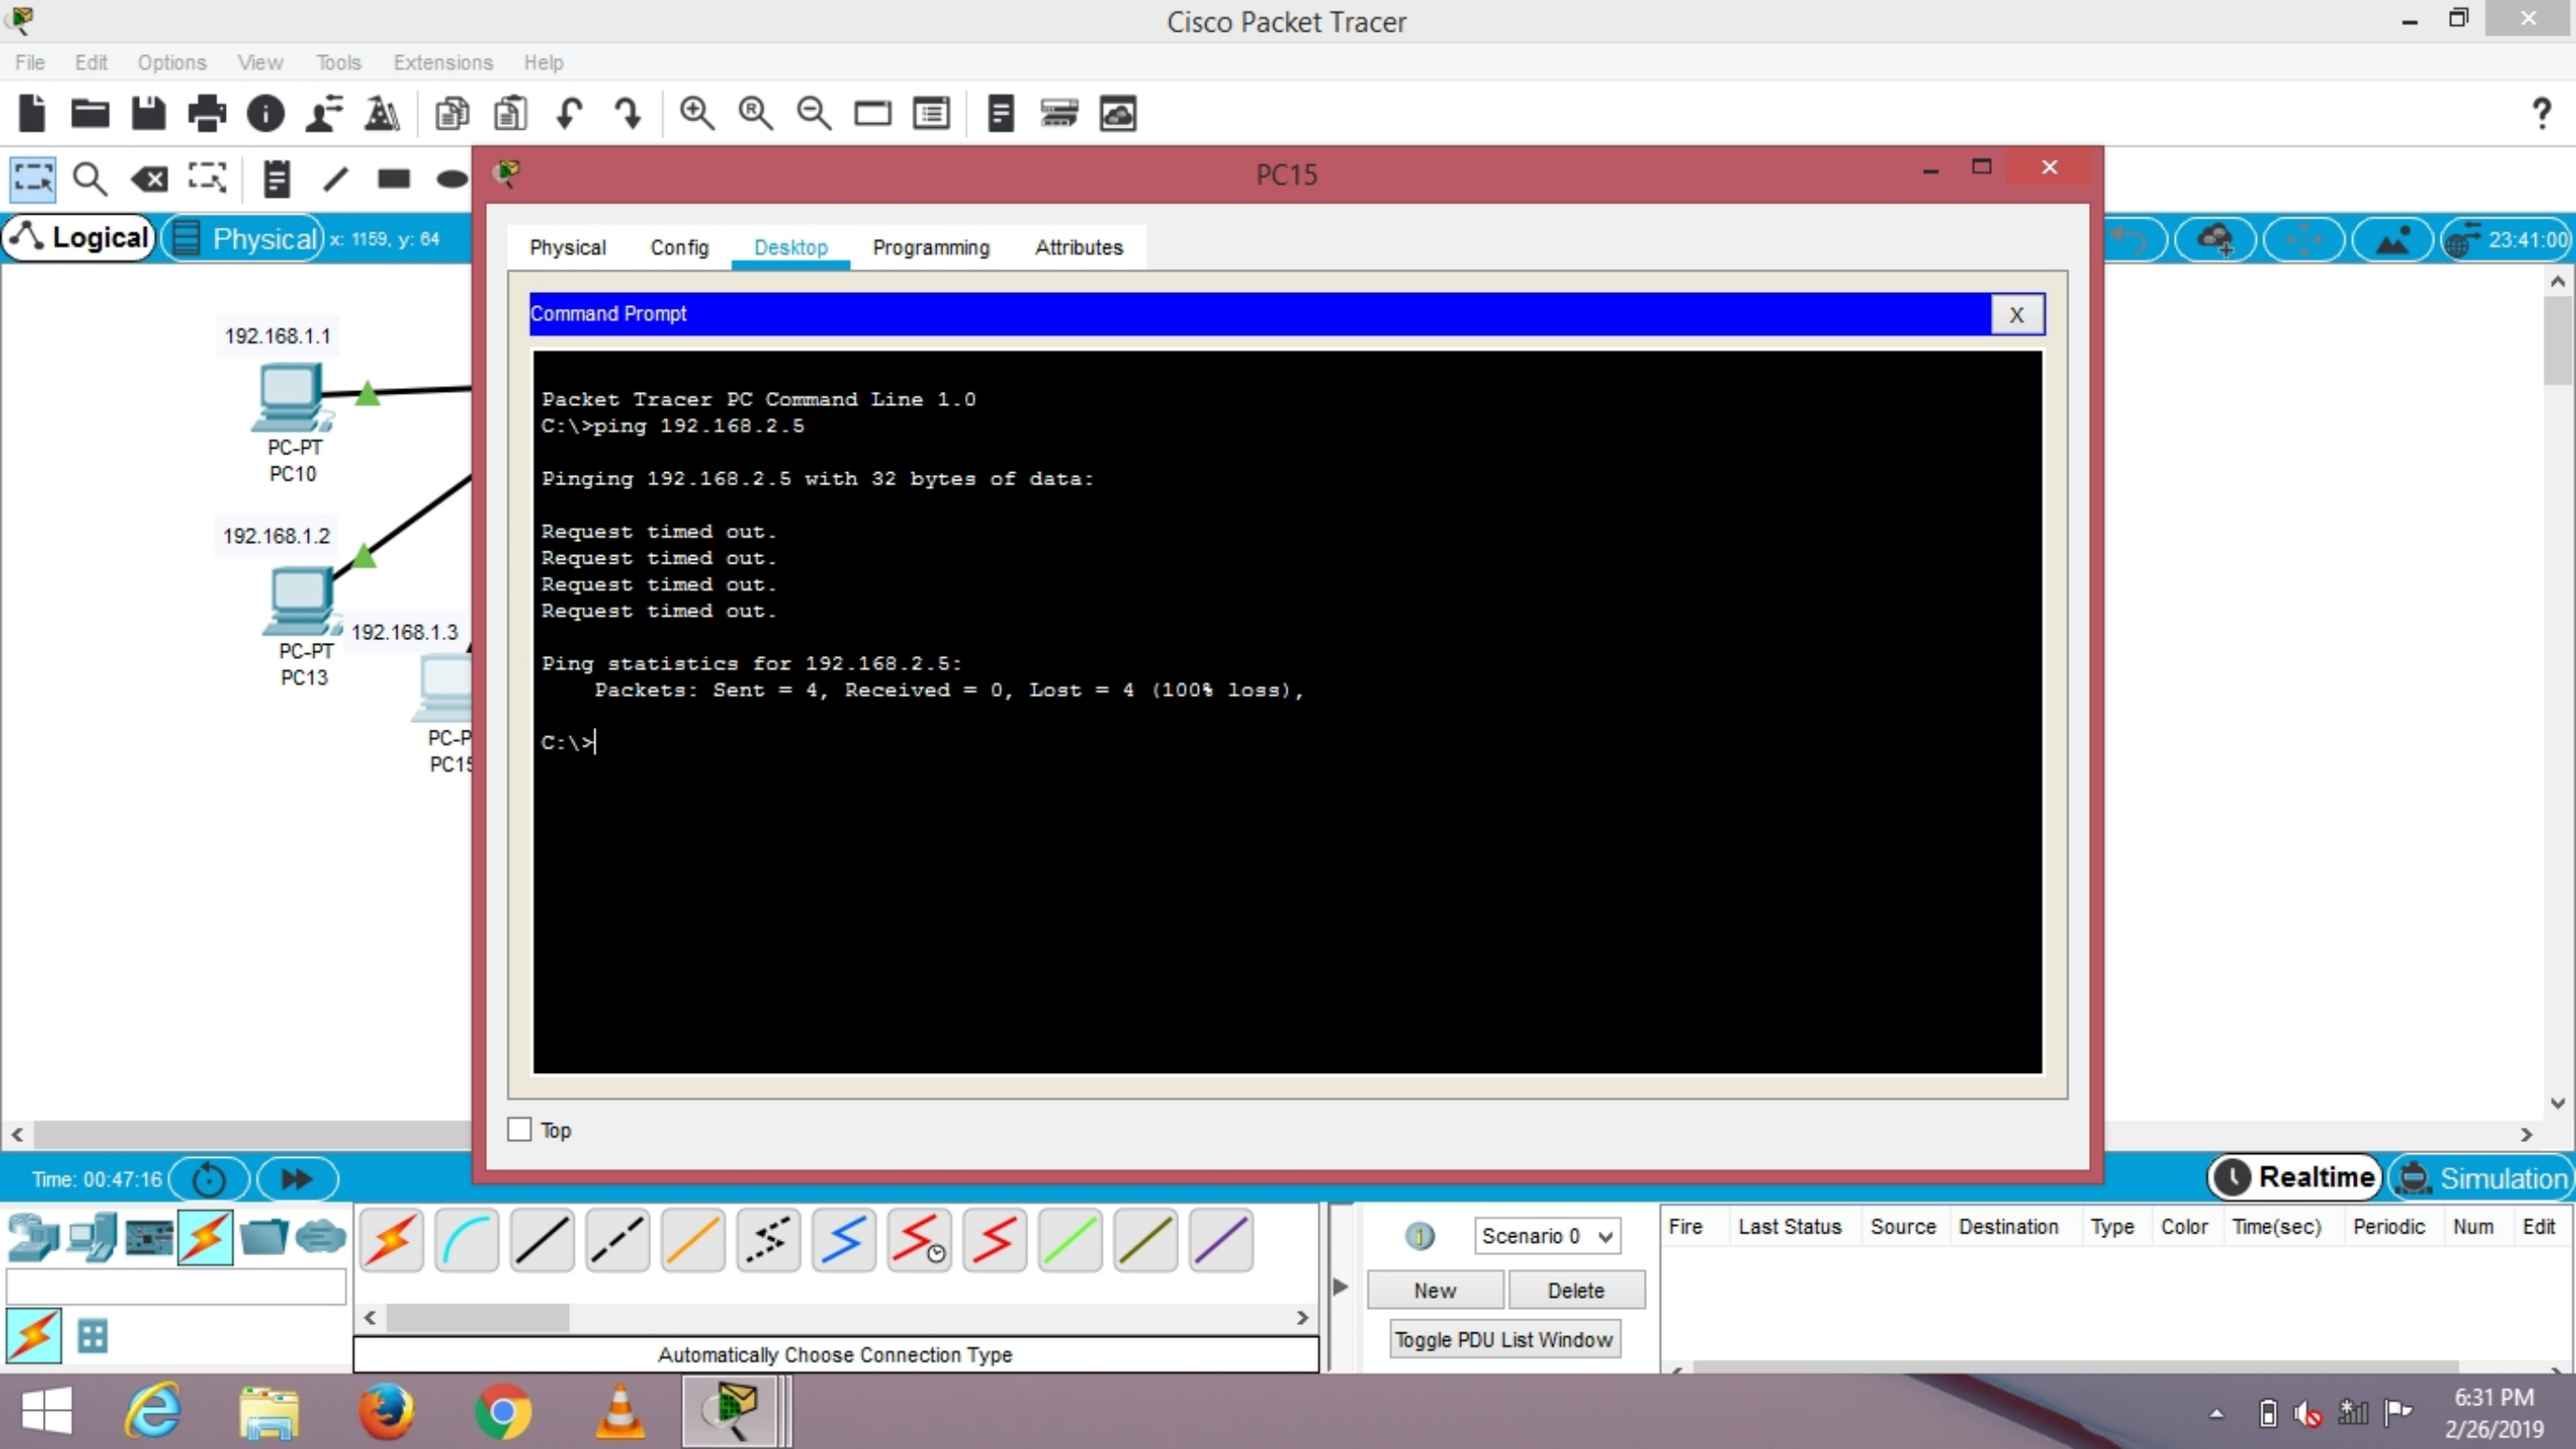 Cisco Packet Tracer
File Edit Options View Tools Extensions Help
PC15
Logical
Physical
x: 1159, y: 64
23:41:00
Physical Config Desktop Programming Attributes
Command Prompt
X
192.168.1.1
PC-PT
PC10
192.168.1.2
PC-PT
PC13
192.168.1.3
PC-P
PC15
Packet Tracer PC Command Line 1.0
C:\>ping 192.168.2.5
Pinging 192.168.2.5 with 32 bytes of data:
Request timed out.
Request timed out.
Request timed out.
Request timed out.
Ping statistics for 192.168.2.5:
Packets: Sent = 4, Received = 0, Lost = 4 (100% loss),
C:\>
Top
Time: 00:47:16
Realtime
Simulation
Scenario 0
New
Delete
Toggle PDU List Window
Fire Last Status Source Destination Type Color Time(sec) Periodic Num Edit
Automatically Choose Connection Type
6:31 PM
2/26/2019